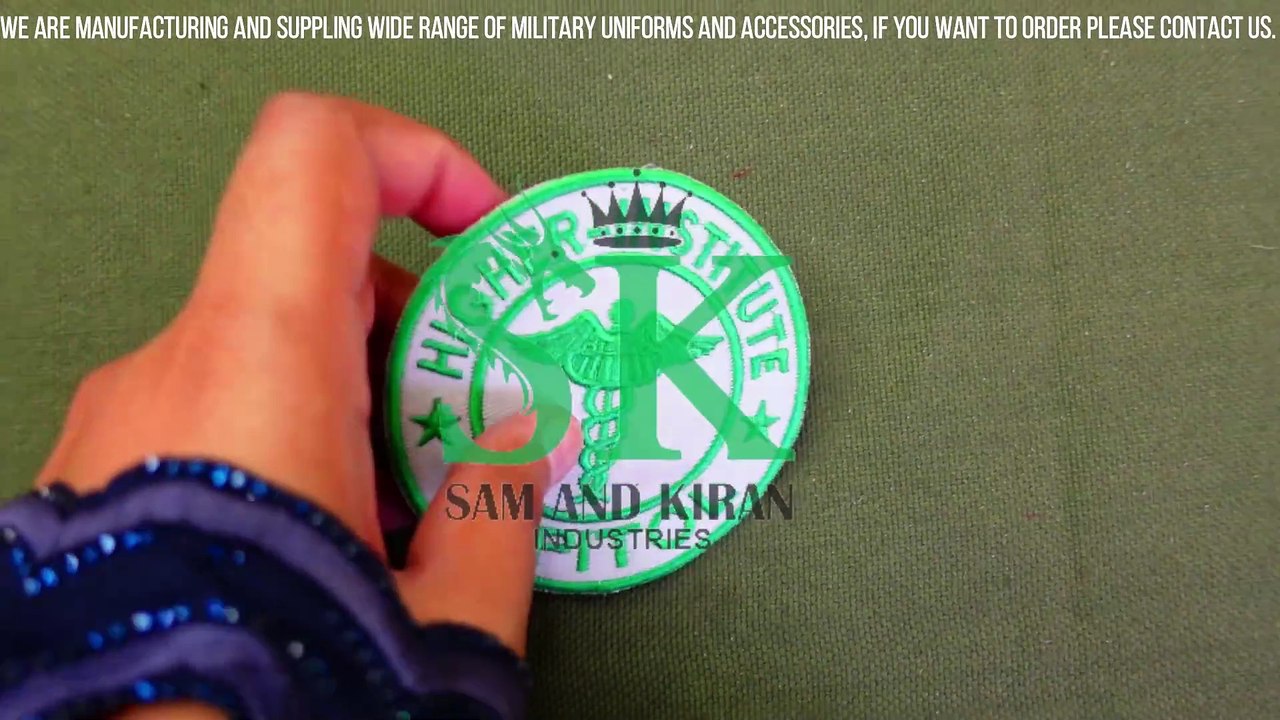 WE ARE MANUFACTURING AND SUPPLING WIDE RANGE OF MILITARY UNIFORMS AND ACCESSORIES, IF YOU WANT TO ORDER PLEASE CONTACT US.
HIGHER INSTITUTE
SK
SAM AND KIRAN
INDUSTRIES